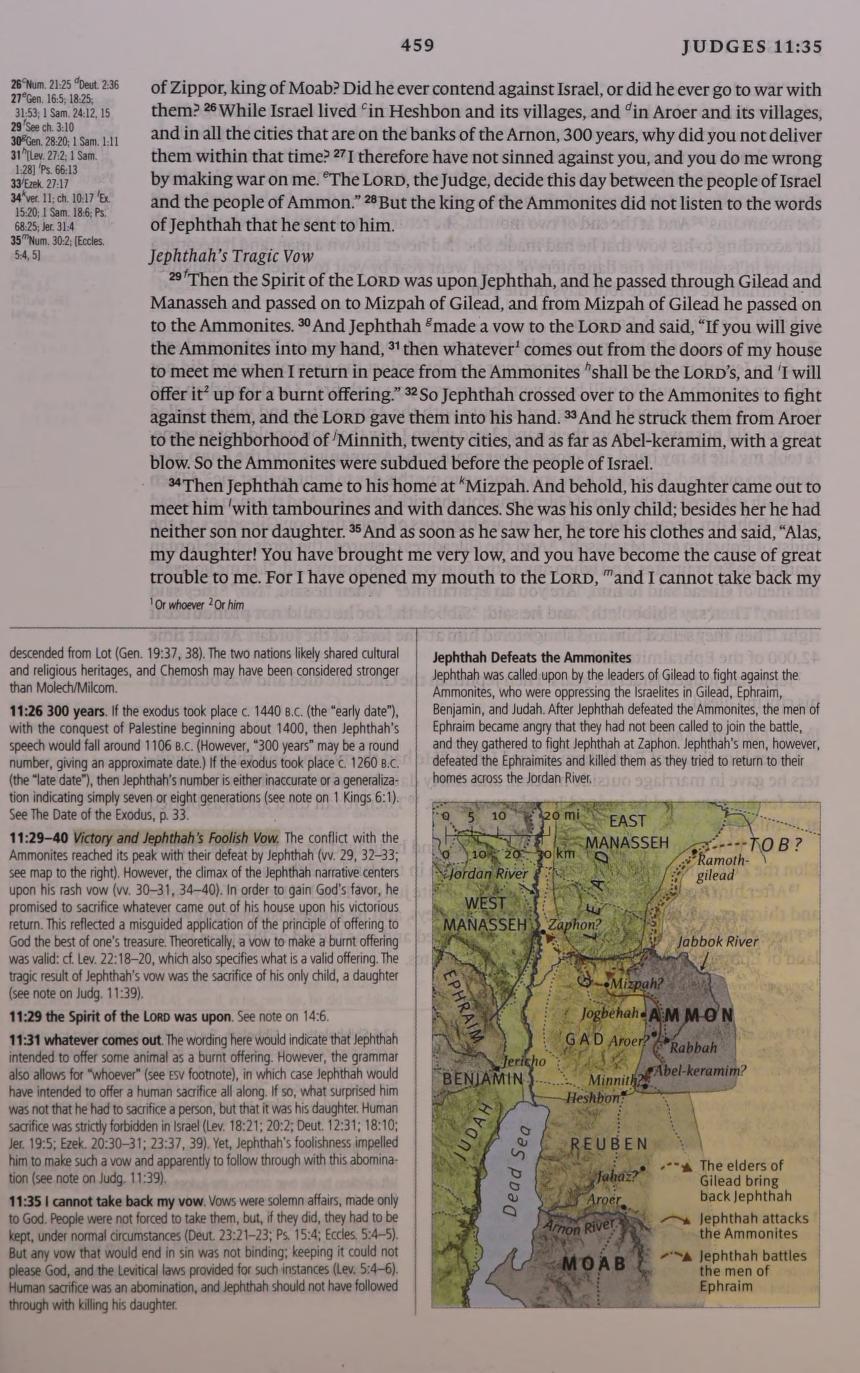 459
JUDGES 11:35
26 c Num. 21:25 d Deut. 2:36
27 e Gen. 16:5; 18:25;
31:53; 1 Sam. 24:12, 15
29 f See ch. 3:10
30 g Gen. 28:20; 1 Sam. 1:11
31 h [Lev. 27:2; 1 Sam.
1:28] i Ps. 66:13
33 j Ezek. 27:17
34 k ver. 11; ch. 10:17 l Ex.
15:20; 1 Sam. 18:6; Ps.
68:25; Jer. 31:4
35 m Num. 30:2; [Eccles.
5:4, 5]
of Zippor, king of Moab? Did he ever contend against Israel, or did he ever go to war with
them? 26 While Israel lived c in Heshbon and its villages, and d in Aroer and its villages,
and in all the cities that are on the banks of the Arnon, 300 years, why did you not deliver
them within that time? 27 I therefore have not sinned against you, and you do me wrong
by making war on me. e The LORD, the Judge, decide this day between the people of Israel
and the people of Ammon.” 28 But the king of the Ammonites did not listen to the words
of Jephthah that he sent to him.
Jephthah’s Tragic Vow
29 f Then the Spirit of the LORD was upon Jephthah, and he passed through Gilead and
Manasseh and passed on to Mizpah of Gilead, and from Mizpah of Gilead he passed on
to the Ammonites. 30 And Jephthah g made a vow to the LORD and said, “If you will give
the Ammonites into my hand, 31 then whatever 1 comes out from the doors of my house
to meet me when I return in peace from the Ammonites h shall be the LORD’s, and i I will
offer it 2 up for a burnt offering.” 32 So Jephthah crossed over to the Ammonites to fight
against them, and the LORD gave them into his hand. 33 And he struck them from Aroer
to the neighborhood of j Minnith, twenty cities, and as far as Abel-keramim, with a great
blow. So the Ammonites were subdued before the people of Israel.
34 Then Jephthah came to his home at k Mizpah. And behold, his daughter came out to
meet him l with tambourines and with dances. She was his only child; besides her he had
neither son nor daughter. 35 And as soon as he saw her, he tore his clothes and said, “Alas,
my daughter! You have brought me very low, and you have become the cause of great
trouble to me. For I have opened my mouth to the LORD, m and I cannot take back my
1 Or whoever 2 Or him
descended from Lot (Gen. 19:37, 38). The two nations likely shared cultural
and religious heritages, and Chemosh may have been considered stronger
than Molech/Milcom.
11:26 300 years. If the exodus took place c. 1440 B.C. (the “early date”),
with the conquest of Palestine beginning about 1400, then Jephthah’s
speech would fall around 1106 B.C. (However, “300 years” may be a round
number, giving an approximate date.) If the exodus took place c. 1260 B.C.
(the “late date”), then Jephthah’s number is either inaccurate or a generaliza-
tion indicating simply seven or eight generations (see note on 1 Kings 6:1).
See The Date of the Exodus, p. 33.
11:29–40 Victory and Jephthah’s Foolish Vow. The conflict with the
Ammonites reached its peak with their defeat by Jephthah (vv. 29, 32–33;
see map to the right). However, the climax of the Jephthah narrative centers
upon his rash vow (vv. 30–31, 34–40). In order to gain God’s favor, he
promised to sacrifice whatever came out of his house upon his victorious
return. This reflected a misguided application of the principle of offering to
God the best of one’s treasure. Theoretically, a vow to make a burnt offering
was valid: cf. Lev. 22:18–20, which also specifies what is a valid offering. The
tragic result of Jephthah’s vow was the sacrifice of his only child, a daughter
(see note on Judg. 11:39).
11:29 the Spirit of the LORD was upon. See note on 14:6.
11:31 whatever comes out. The wording here would indicate that Jephthah
intended to offer some animal as a burnt offering. However, the grammar
also allows for “whoever” (see ESV footnote), in which case Jephthah would
have intended to offer a human sacrifice all along. If so, what surprised him
was not that he had to sacrifice a person, but that it was his daughter. Human
sacrifice was strictly forbidden in Israel (Lev. 18:21; 20:2; Deut. 12:31; 18:10;
Jer. 19:5; Ezek. 20:30–31; 23:37, 39). Yet, Jephthah’s foolishness impelled
him to make such a vow and apparently to follow through with this abomina-
tion (see note on Judg. 11:39).
11:35 I cannot take back my vow. Vows were solemn affairs, made only
to God. People were not forced to take them, but, if they did, they had to be
kept, under normal circumstances (Deut. 23:21–23; Ps. 15:4; Eccles. 5:4–5).
But any vow that would end in sin was not binding; keeping it could not
please God, and the Levitical laws provided for such instances (Lev. 5:4–6).
Human sacrifice was an abomination, and Jephthah should not have followed
through with killing his daughter.
Jephthah Defeats the Ammonites
Jephthah was called upon by the leaders of Gilead to fight against the
Ammonites, who were oppressing the Israelites in Gilead, Ephraim,
Benjamin, and Judah. After Jephthah defeated the Ammonites, the men of
Ephraim became angry that they had not been called to join the battle,
and they gathered to fight Jephthah at Zaphon. Jephthah’s men, however,
defeated the Ephraimites and killed them as they tried to return to their
homes across the Jordan River.
0 5 10 20 mi
0 10 20 30 km
EAST
MANASSEH
TOB?
Ramoth-
gilead
Jordan River
WEST
MANASSEH
Zaphon?
Jabbok River
EPHRAIM
Mizpah?
Jogbehah
AMMON
GAD
Aroer?
Rabbah
Jericho
BENJAMIN
Minnith?
Abel-keramim?
Heshbon
JUDAH
Dead Sea
REUBEN
Jahaz?
Aroer
Arnon River
MOAB
The elders of
Gilead bring
back Jephthah
Jephthah attacks
the Ammonites
Jephthah battles
the men of
Ephraim